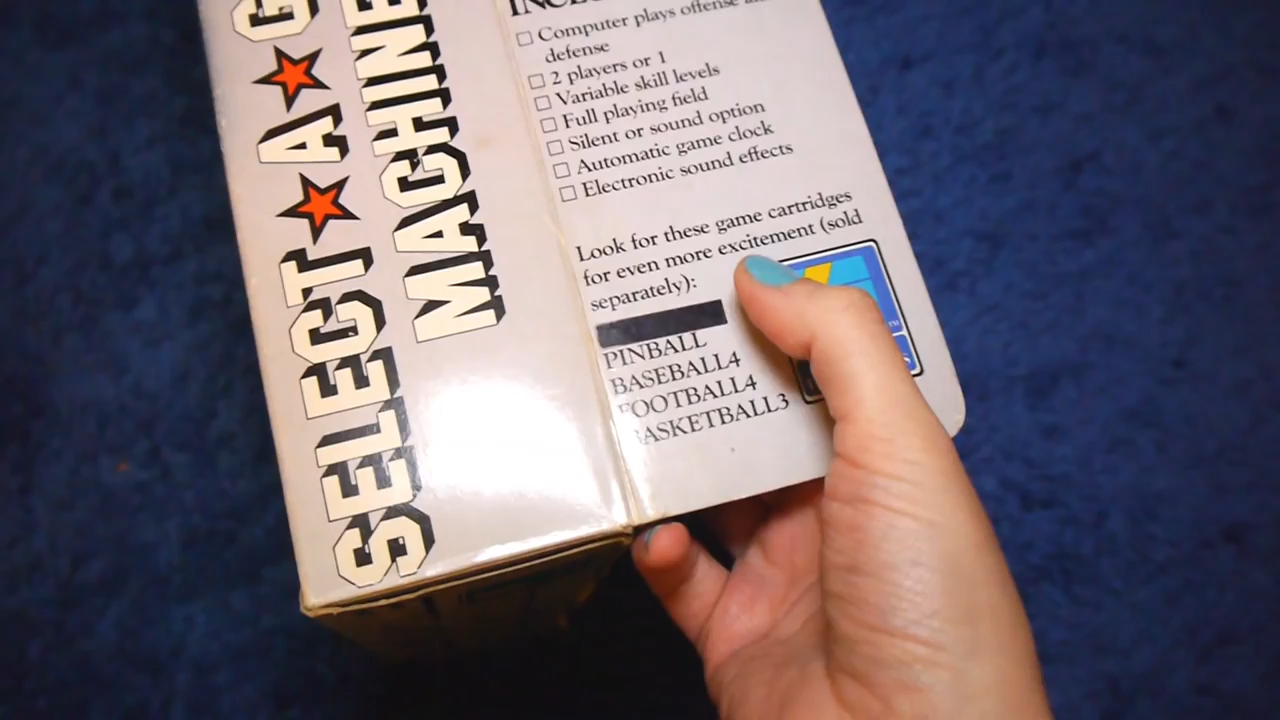 SELECT★A★G
MACHINE
Computer plays offense
defense
2 players or 1
Variable skill levels
Full playing field
Silent or sound option
Automatic game clock
Electronic sound effects
Look for these game cartridges
for even more excitement (sold
separately):
PINBALL
BASEBALL4
FOOTBALL4
BASKETBALL3